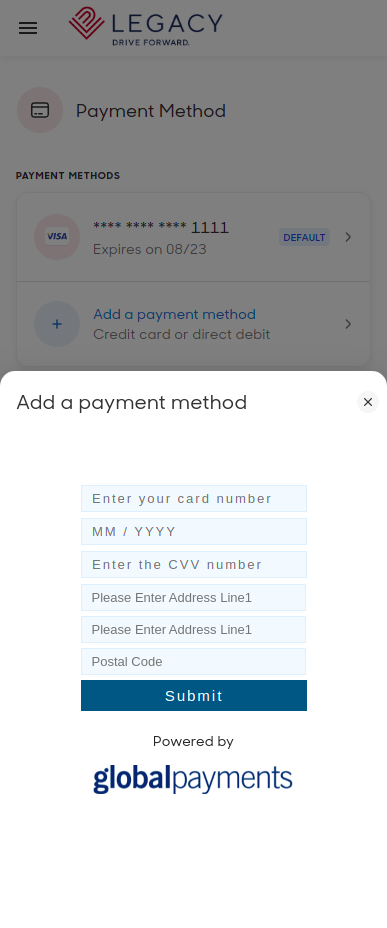 LEGACY
DRIVE FORWARD.
Payment Method
PAYMENT METHODS
VISA
**** **** **** 1111
Expires on 08/23
DEFAULT
Add a payment method
Credit card or direct debit
Add a payment method
Enter your card number
MM / YYYY
Enter the CVV number
Please Enter Address Line1
Please Enter Address Line1
Postal Code
Submit
Powered by
globalpayments